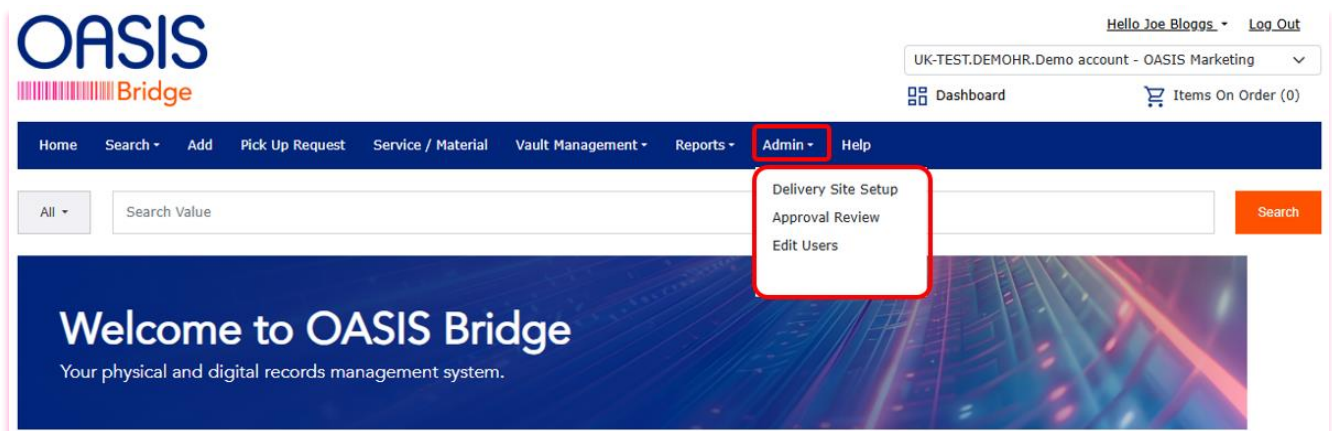 OASIS
Bridge
Hello Joe Bloggs Log Out
UK-TEST.DEMOHR.Demo account - OASIS Marketing
Dashboard Items On Order (0)
Home Search Add Pick Up Request Service / Material Vault Management Reports Admin Help
Delivery Site Setup
Approval Review
Edit Users
All Search Value Search
Welcome to OASIS Bridge
Your physical and digital records management system.